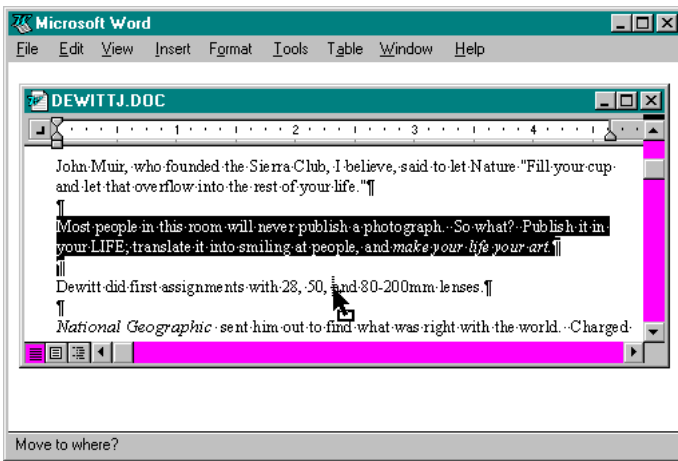 Microsoft Word
File Edit View Insert Format Tools Table Window Help
DEWITTJ.DOC
1 2 3 4
John Muir, who founded the Sierra Club, I believe, said to let Nature "Fill your cup
and let that overflow into the rest of your life."¶
¶
Most people in this room will never publish a photograph.  So what?  Publish it in
your LIFE; translate it into smiling at people, and make your life your art.¶
¶
Dewitt did first assignments with 28, 50, and 80-200mm lenses.¶
¶
National Geographic sent him out to find what was right with the world.  Charged
Move to where?